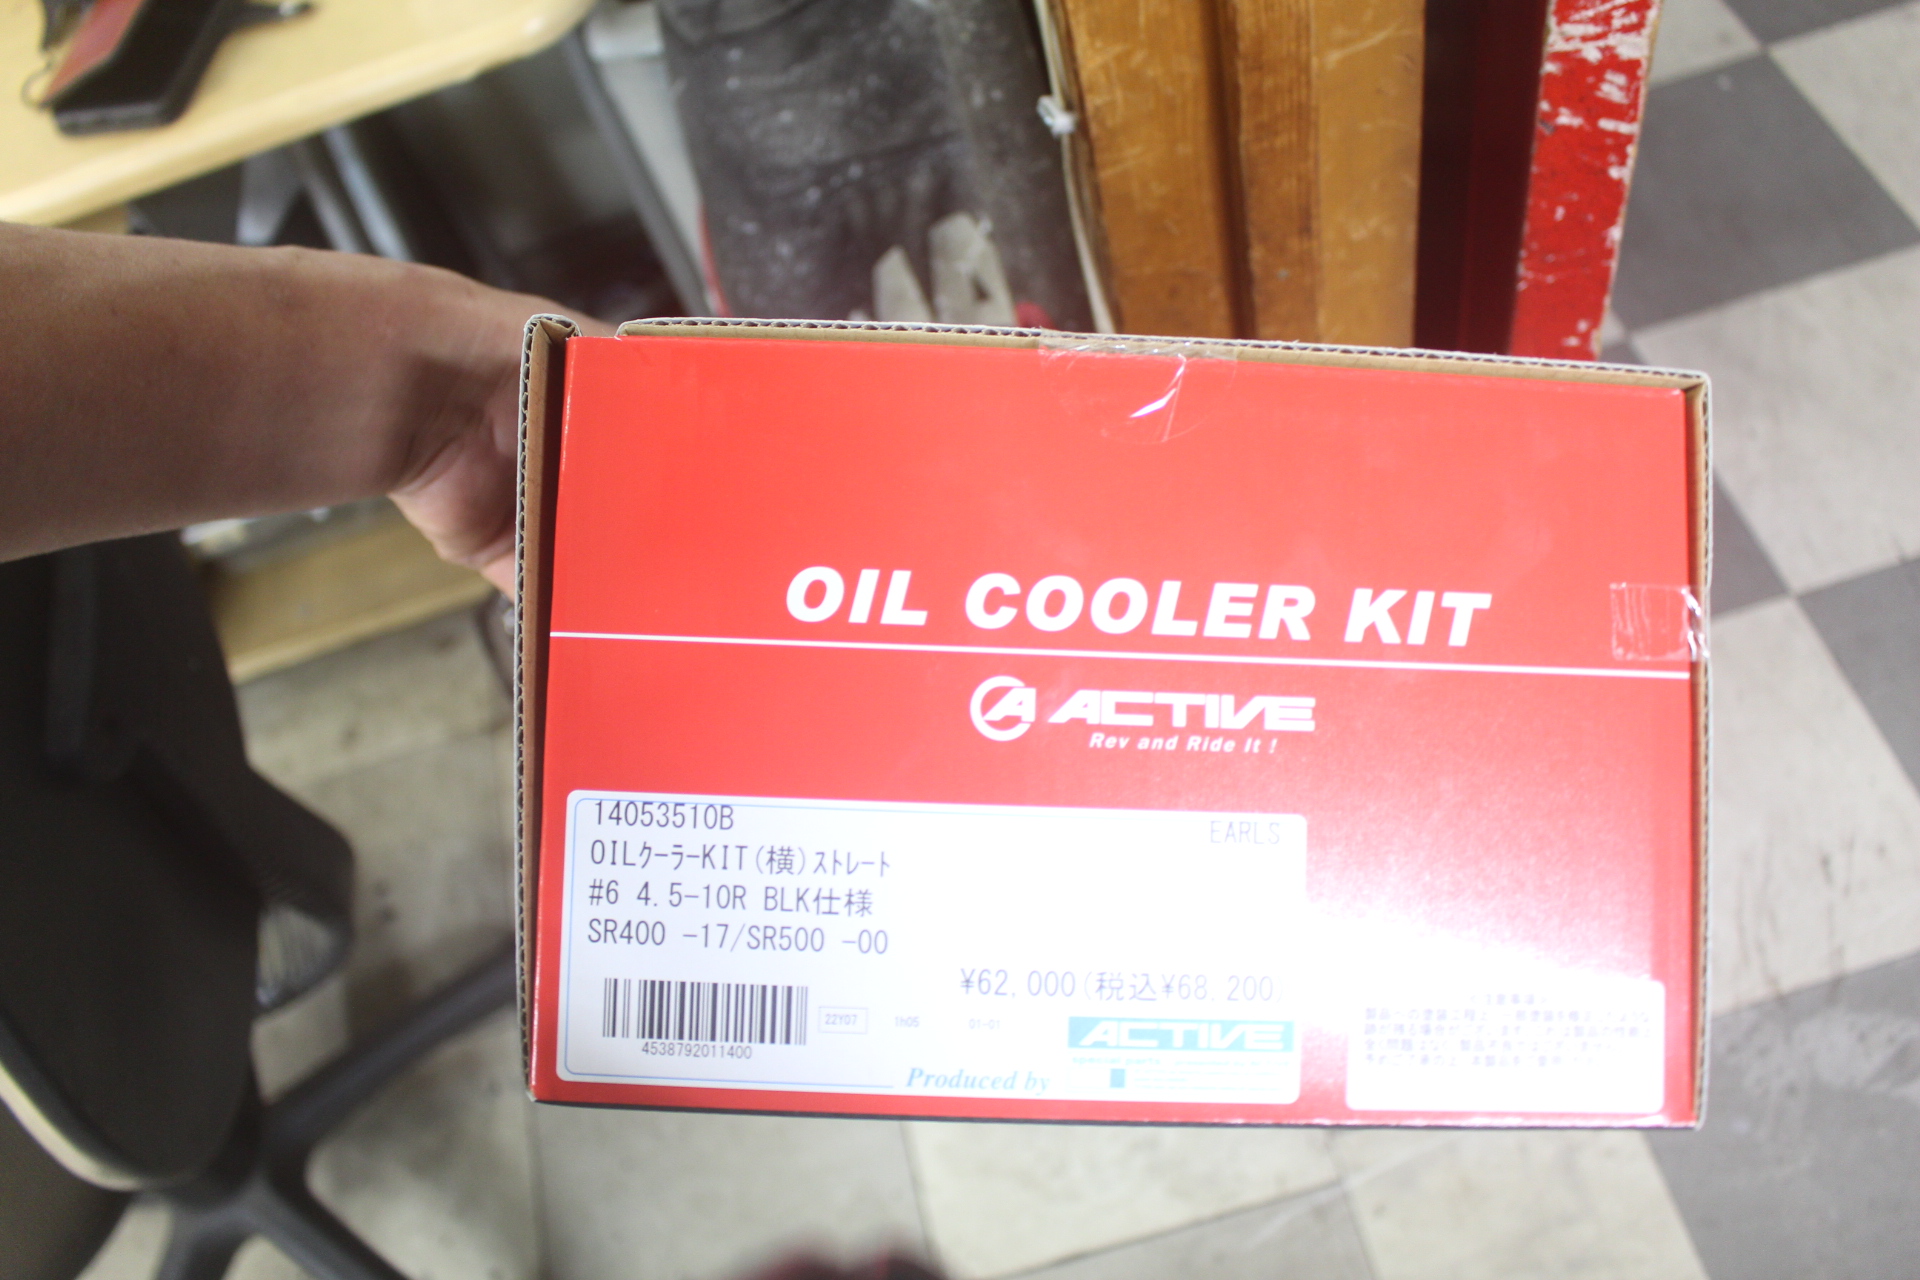 OIL COOLER KIT
ACTIVE
Rev and Ride It !
14053510B
EARLS
OILｸｰﾗｰKIT(横)ｽﾄﾚｰﾄ
#6 4.5-10R BLK仕様
SR400 -17/SR500 -00
¥62,000(税込¥68,200)
22Y07 1h05 01-01
4538792011400
ACTIVE
Produced by